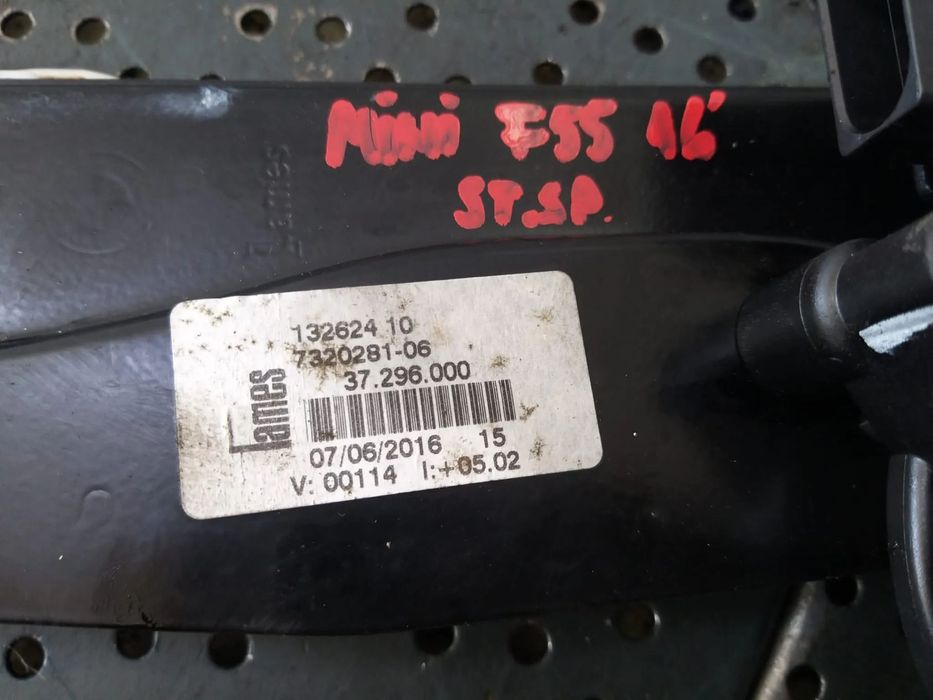 Mini F55 16'
ST.SP.
Lames
132624 10
7320281-06
37.296.000
Lames
07/06/2016 15
V: 00114 I:+05.02